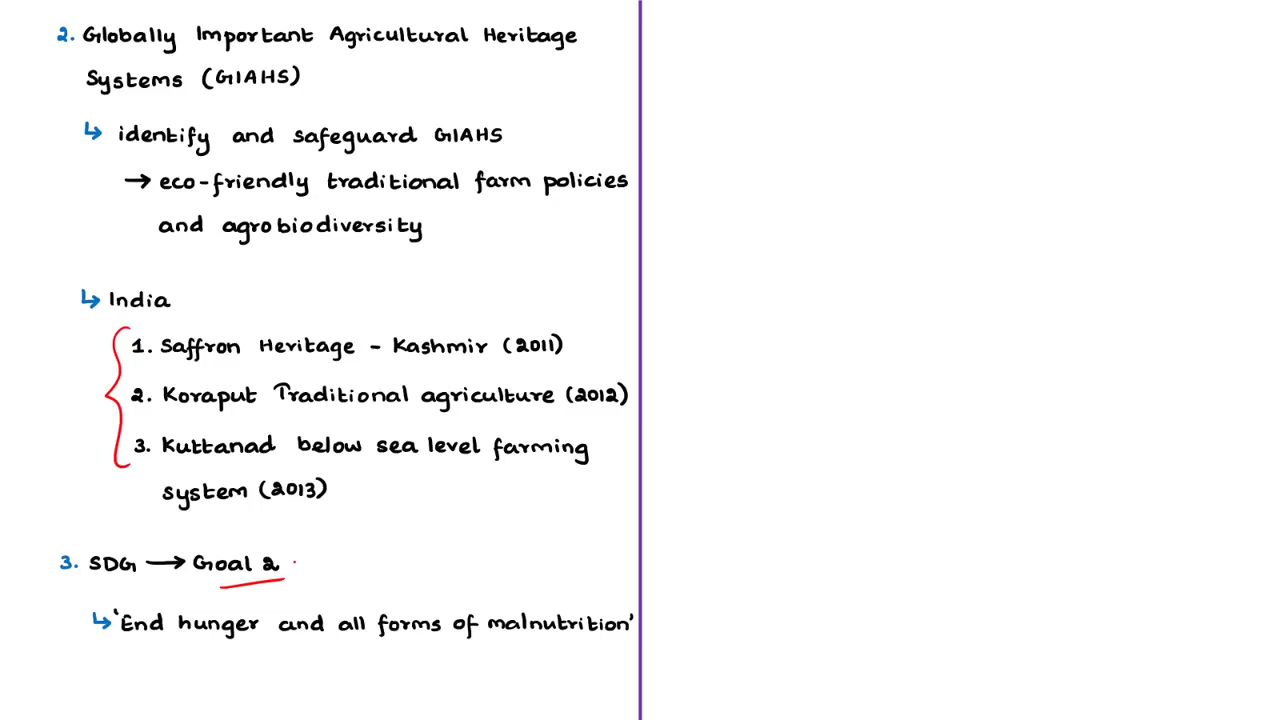 2. Globally Important Agricultural Heritage
Systems (GIAHS)
↳ identify and safeguard GIAHS
→ eco-friendly traditional farm policies
and agrobiodiversity
↳ India
1. Saffron Heritage - Kashmir (2011)
2. Koraput Traditional agriculture (2012)
3. Kuttanad below sea level farming
system (2013)
3. SDG → Goal 2
↳ 'End hunger and all forms of malnutrition'